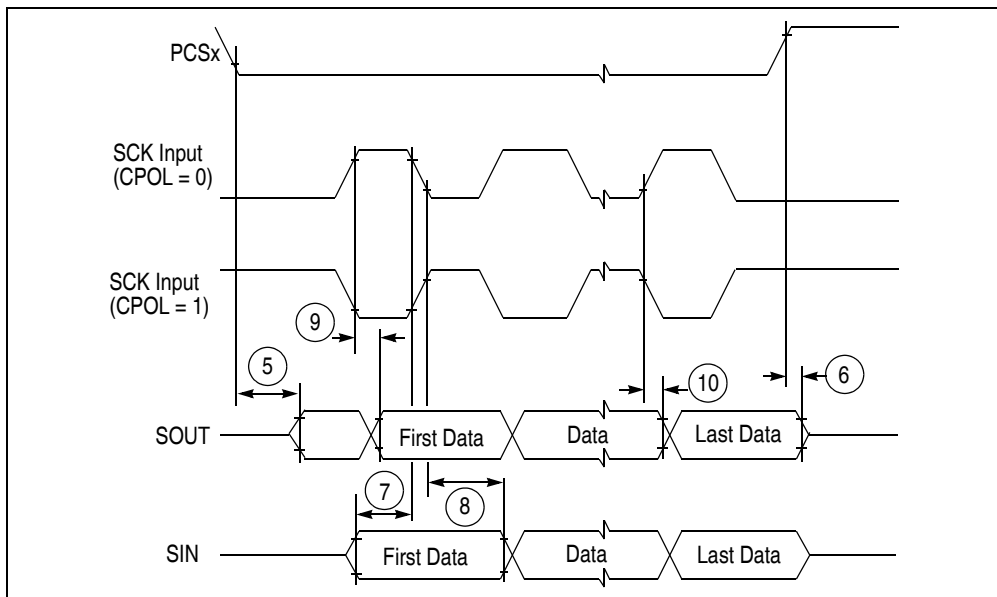 PCSx
SCK Input
(CPOL = 0)
SCK Input
(CPOL = 1)
9
5
10
6
SOUT
First Data
Data
Last Data
7
8
SIN
First Data
Data
Last Data